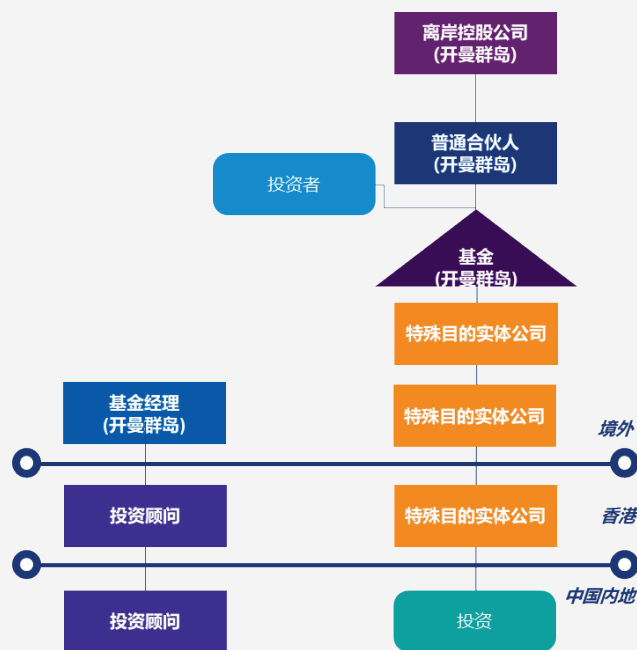 离岸控股公司
(开曼群岛)
普通合伙人
(开曼群岛)
投资者
基金
(开曼群岛)
特殊目的实体公司
基金经理
(开曼群岛)
特殊目的实体公司
境外
投资顾问
特殊目的实体公司
香港
中国内地
投资顾问
投资